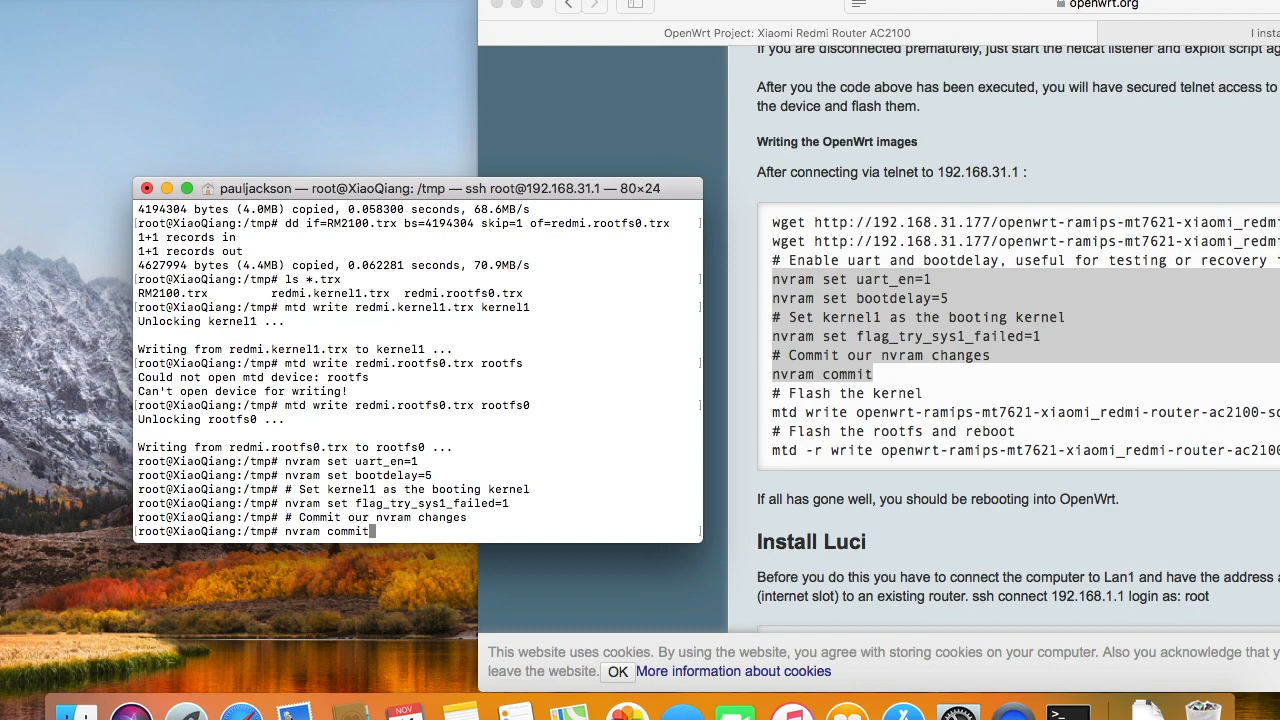 openwrt.org
OpenWrt Project: Xiaomi Redmi Router AC2100
I insta
If you are disconnected prematurely, just start the netcat listener and exploit script ag
After you the code above has been executed, you will have secured telnet access to
the device and flash them.
Writing the OpenWrt images
After connecting via telnet to 192.168.31.1 :
wget http://192.168.31.177/openwrt-ramips-mt7621-xiaomi_redmi
wget http://192.168.31.177/openwrt-ramips-mt7621-xiaomi_redmi
# Enable uart and bootdelay, useful for testing or recovery
nvram set uart_en=1
nvram set bootdelay=5
# Set kernel1 as the booting kernel
nvram set flag_try_sys1_failed=1
# Commit our nvram changes
nvram commit
# Flash the kernel
mtd write openwrt-ramips-mt7621-xiaomi_redmi-router-ac2100-sq
# Flash the rootfs and reboot
mtd -r write openwrt-ramips-mt7621-xiaomi_redmi-router-ac2100
If all has gone well, you should be rebooting into OpenWrt.
Install Luci
Before you do this you have to connect the computer to Lan1 and have the address a
(internet slot) to an existing router. ssh connect 192.168.1.1 login as: root
This website uses cookies. By using the website, you agree with storing cookies on your computer. Also you acknowledge that y
leave the website. OK More information about cookies
pauljackson — root@XiaoQiang: /tmp — ssh root@192.168.31.1 — 80×24
4194304 bytes (4.0MB) copied, 0.058300 seconds, 68.6MB/s
[root@XiaoQiang:/tmp# dd if=RM2100.trx bs=4194304 skip=1 of=redmi.rootfs0.trx ]
1+1 records in
1+1 records out
4627994 bytes (4.4MB) copied, 0.062281 seconds, 70.9MB/s
[root@XiaoQiang:/tmp# ls *.trx ]
RM2100.trx redmi.kernel1.trx redmi.rootfs0.trx
[root@XiaoQiang:/tmp# mtd write redmi.kernel1.trx kernel1 ]
Unlocking kernel1 ...
Writing from redmi.kernel1.trx to kernel1 ...
[root@XiaoQiang:/tmp# mtd write redmi.rootfs0.trx rootfs ]
Could not open mtd device: rootfs
Can't open device for writing!
[root@XiaoQiang:/tmp# mtd write redmi.rootfs0.trx rootfs0 ]
Unlocking rootfs0 ...
Writing from redmi.rootfs0.trx to rootfs0 ...
root@XiaoQiang:/tmp# nvram set uart_en=1
root@XiaoQiang:/tmp# nvram set bootdelay=5
root@XiaoQiang:/tmp# # Set kernel1 as the booting kernel
root@XiaoQiang:/tmp# nvram set flag_try_sys1_failed=1
root@XiaoQiang:/tmp# # Commit our nvram changes
[root@XiaoQiang:/tmp# nvram commit ]
NOV